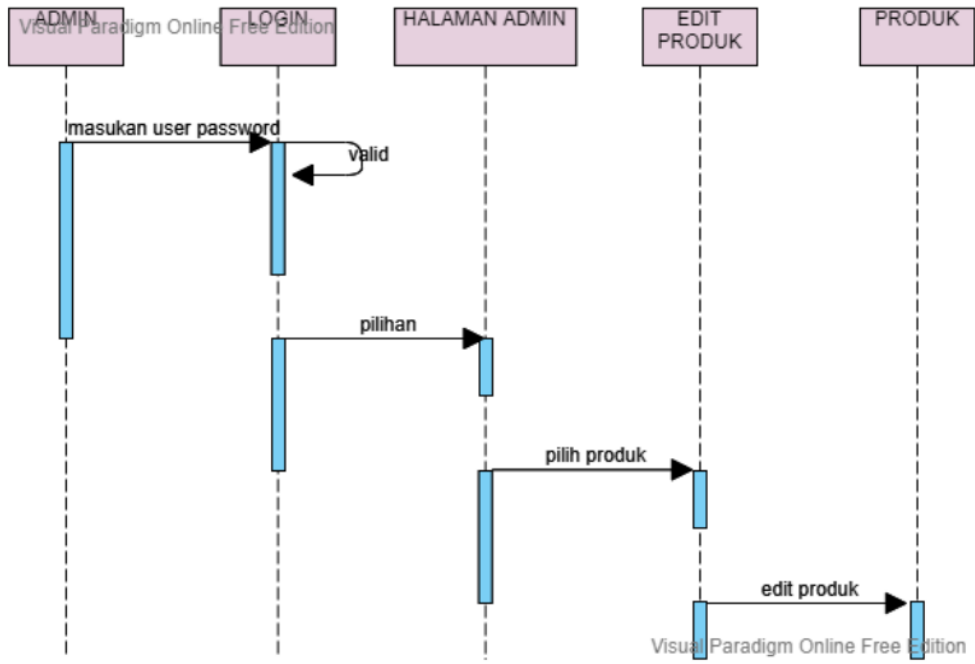 ADMIN
LOGIN
HALAMAN ADMIN
EDIT
PRODUK
PRODUK
Visual Paradigm Online Free Edition
masukan user password
valid
pilihan
pilih produk
edit produk
Visual Paradigm Online Free Edition